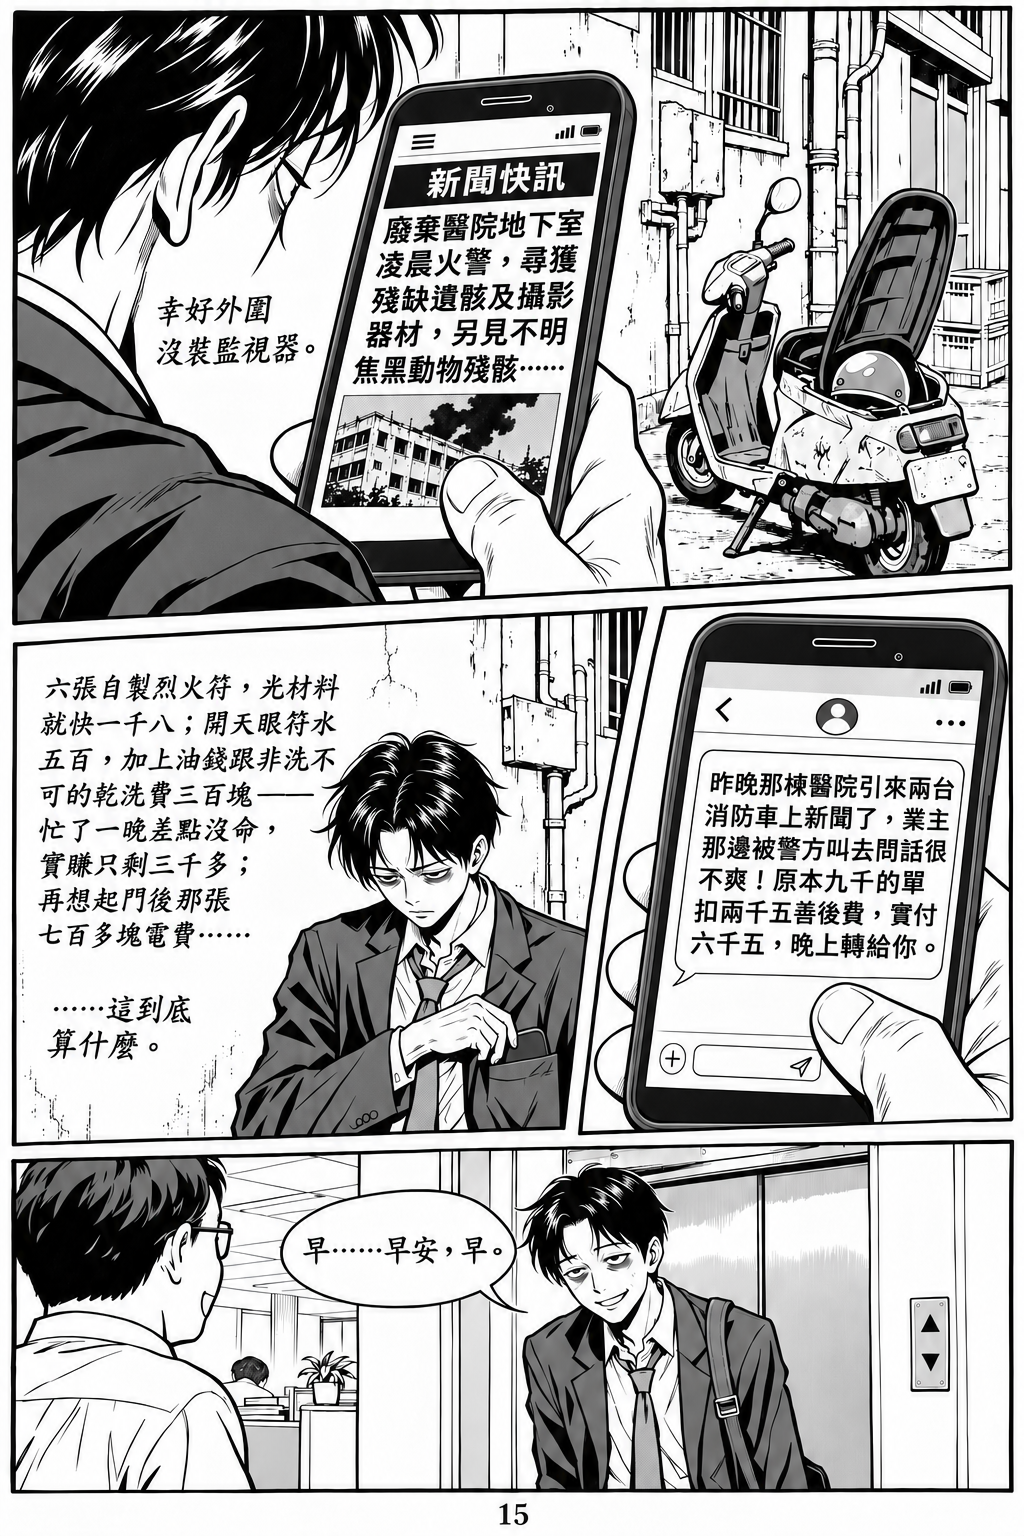 新聞快訊
廢棄醫院地下室
凌晨火警，尋獲
殘缺遺骸及攝影
器材，另見不明
焦黑動物殘骸⋯⋯
幸好外圍
沒裝監視器。
六張自製烈火符，光材料
就快一千八；開天眼符水
五百，加上油錢跟非洗不
可的乾洗費三百塊——
忙了一晚差點沒命，
實賺只剩三千多；
再想起門後那張
七百多塊電費⋯⋯
⋯⋯這到底
算什麼。
昨晚那棟醫院引來兩台
消防車上新聞了，業主
那邊被警方叫去問話很
不爽！原本九千的單
扣兩千五善後費，實付
六千五，晚上轉給你。
早⋯⋯早安，早。
15